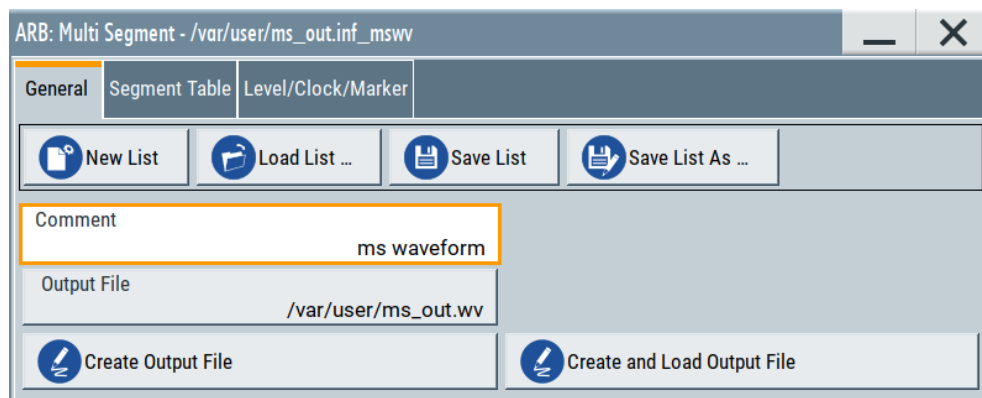 ARB: Multi Segment - /var/user/ms_out.inf_mswv
General Segment Table Level/Clock/Marker
New List Load List ... Save List Save List As ...
Comment
ms waveform
Output File
/var/user/ms_out.wv
Create Output File Create and Load Output File